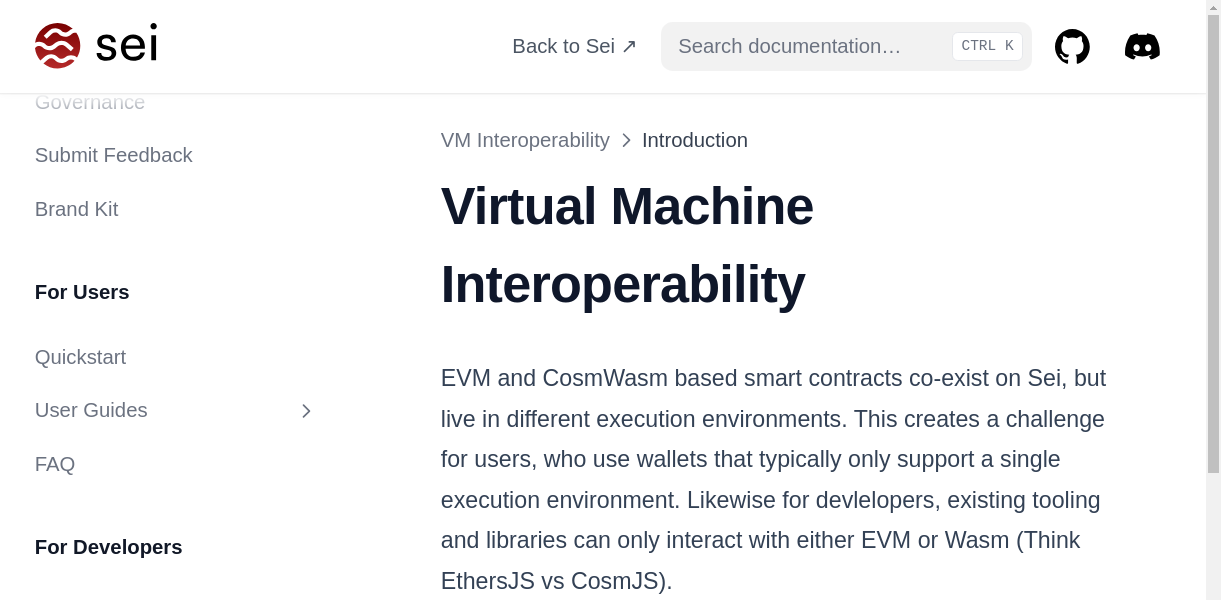 sei
Back to Sei ↗
Search documentation…
CTRL K
Governance
Submit Feedback
Brand Kit
For Users
Quickstart
User Guides
FAQ
For Developers
VM Interoperability > Introduction
Virtual Machine
Interoperability
EVM and CosmWasm based smart contracts co-exist on Sei, but
live in different execution environments. This creates a challenge
for users, who use wallets that typically only support a single
execution environment. Likewise for devlelopers, existing tooling
and libraries can only interact with either EVM or Wasm (Think
EthersJS vs CosmJS).